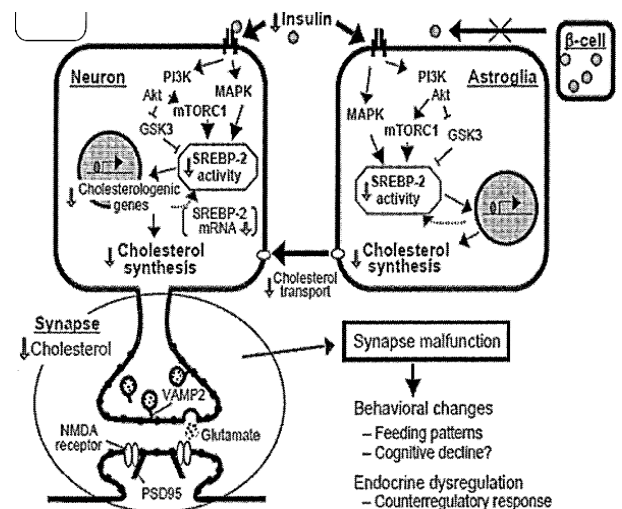 Insulin
β-cell
Neuron
PI3K
Akt
MAPK
mTORC1
GSK3
SREBP-2
activity
Cholesterologenic
genes
SREBP-2
mRNA
Cholesterol
synthesis
Astroglia
PI3K
Akt
MAPK
mTORC1
GSK3
SREBP-2
activity
Cholesterol
synthesis
Cholesterol
transport
Synapse
Cholesterol
VAMP2
NMDA
receptor
Glutamate
PSD95
Synapse malfunction
Behavioral changes
– Feeding patterns
– Cognitive decline?
Endocrine dysregulation
– Counterregulatory response